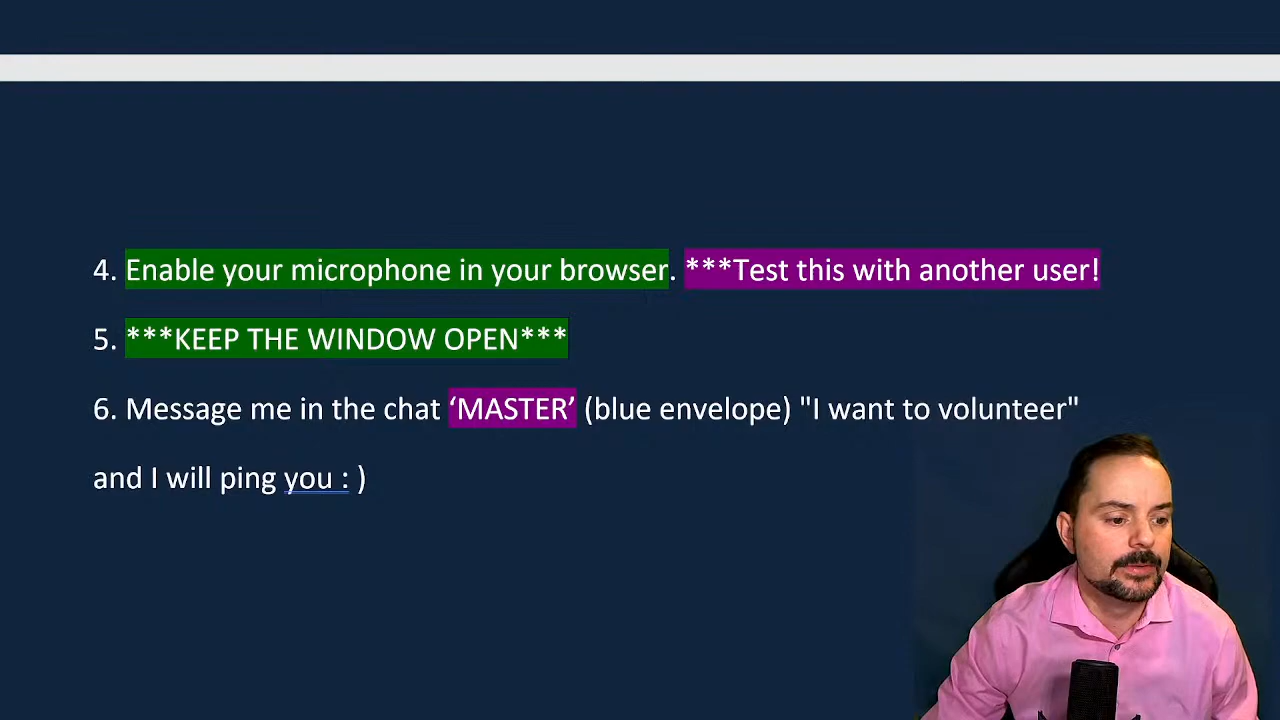 4. Enable your microphone in your browser. ***Test this with another user!
5. ***KEEP THE WINDOW OPEN***
6. Message me in the chat ‘MASTER’ (blue envelope) "I want to volunteer"
and I will ping you : )